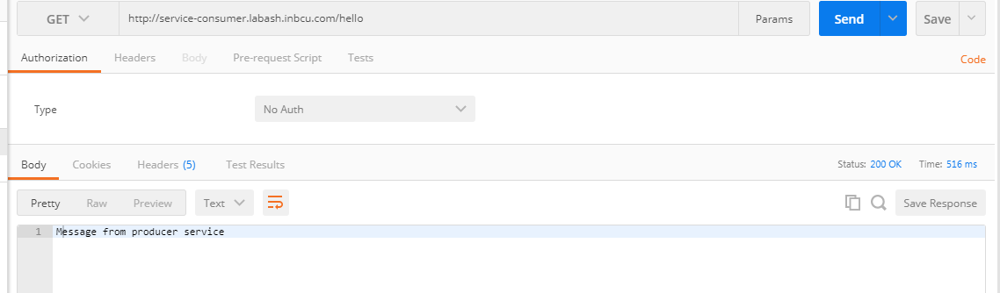 GET http://service-consumer.labash.inbcu.com/hello Params Send Save
Authorization Headers Body Pre-request Script Tests Code
Type No Auth
Body Cookies Headers (5) Test Results Status: 200 OK Time: 516 ms
Pretty Raw Preview Text Save Response
1 Message from producer service